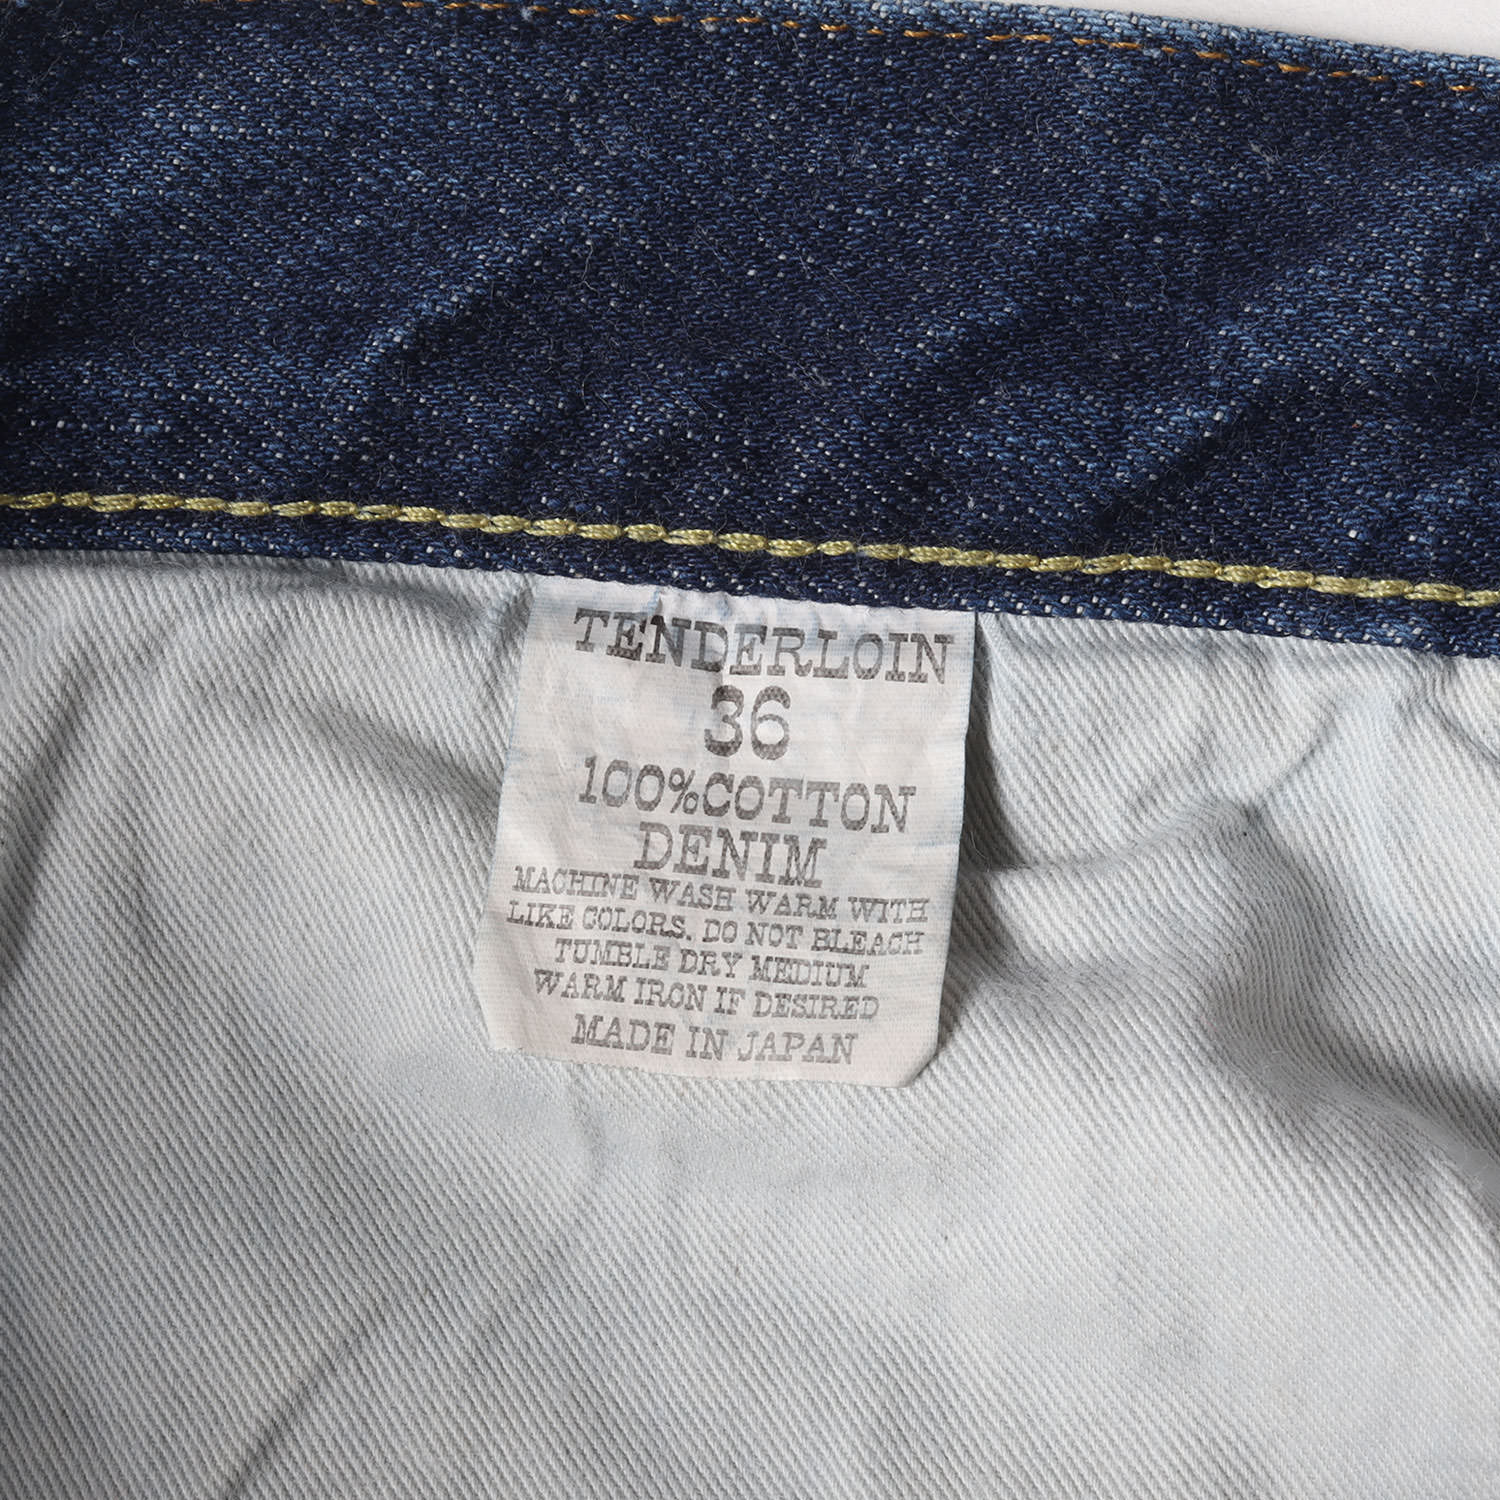 TENDERLOIN
36
100%COTTON
DENIM
MACHINE WASH WARM WITH
LIKE COLORS. DO NOT BLEACH
TUMBLE DRY MEDIUM
WARM IRON IF DESIRED
MADE IN JAPAN